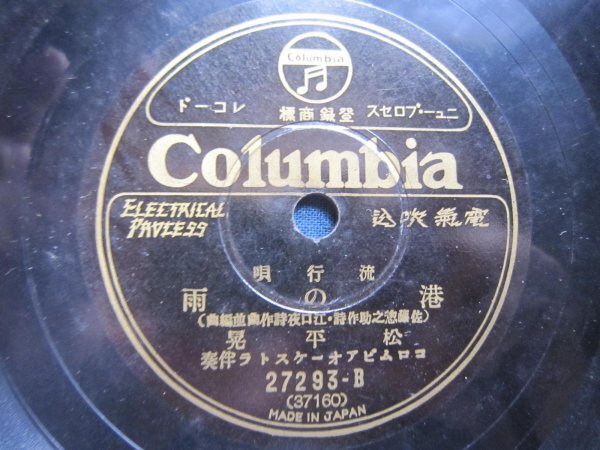 Columbia
ニュー・プロセス 登録商標 レコード
Columbia
ELECTRICAL PROCESS
電氣吹込
流行唄
港の雨
(佐藤惣之助作詩・江口夜詩作曲並編曲)
松平晃
コロムビアオーケストラ伴奏
27293-B
(37160)
MADE IN JAPAN